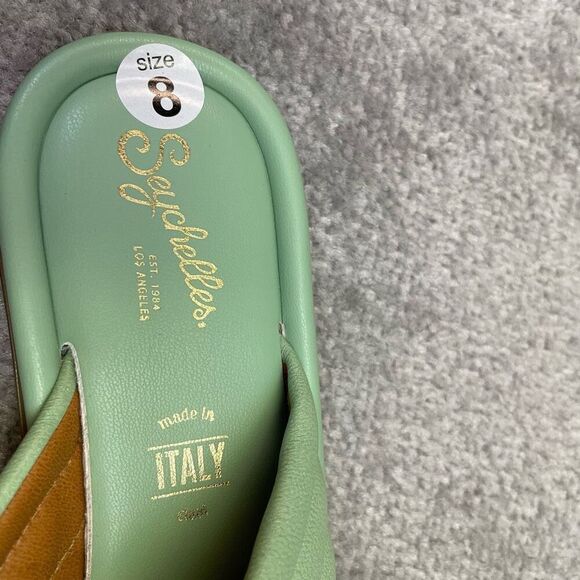 size
8
Seychelles.
EST. 1984
LOS ANGELES
made in
ITALY